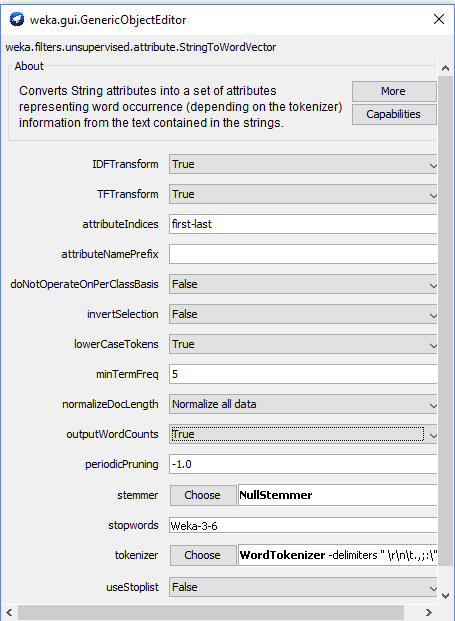 weka.gui.GenericObjectEditor
weka.filters.unsupervised.attribute.StringToWordVector
About
Converts String attributes into a set of attributes
representing word occurrence (depending on the tokenizer)
information from the text contained in the strings.
More
Capabilities
IDFTransform True
TFTransform True
attributeIndices first-last
attributeNamePrefix
doNotOperateOnPerClassBasis False
invertSelection False
lowerCaseTokens True
minTermFreq 5
normalizeDocLength Normalize all data
outputWordCounts True
periodicPruning -1.0
stemmer Choose NullStemmer
stopwords Weka-3-6
tokenizer Choose WordTokenizer -delimiters " \r\n\t.,;:\"
useStoplist False